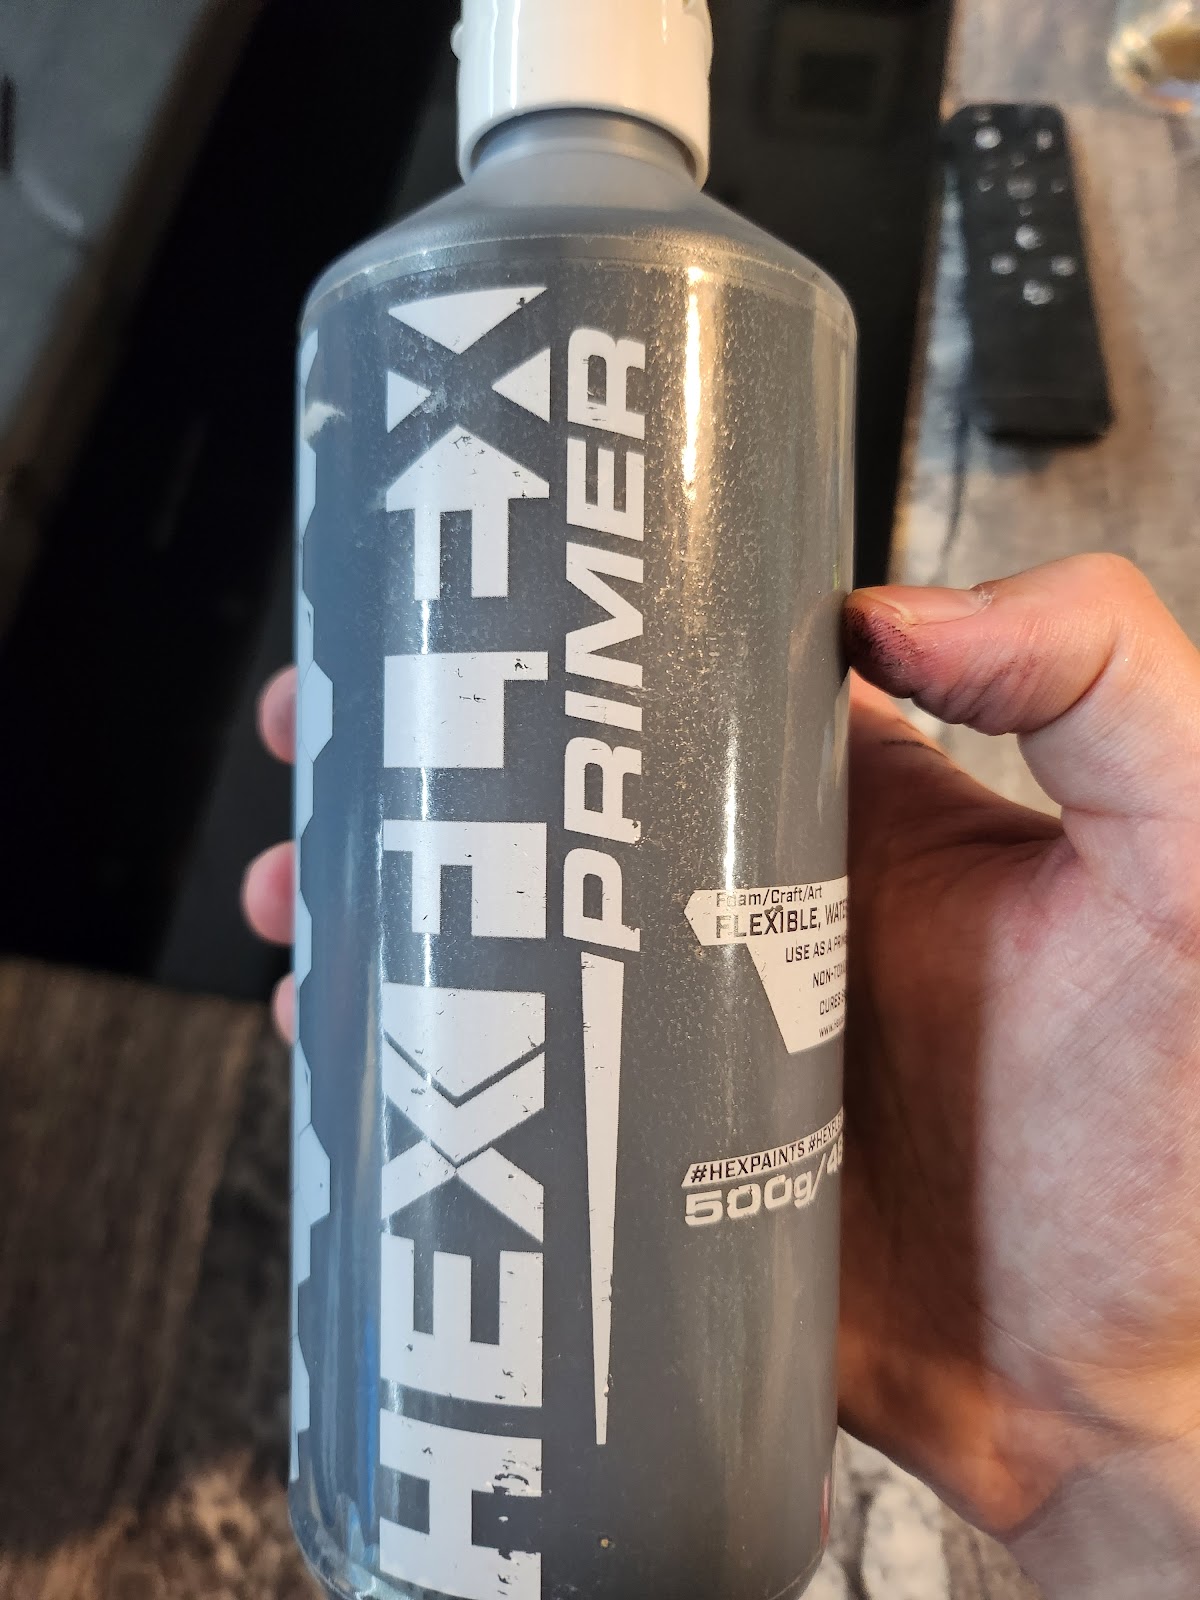 HEXFLEX
PRIMER
Foam/Craft/Art
FLEXIBLE,
USE AS A
#HEXPAINTS
500g/